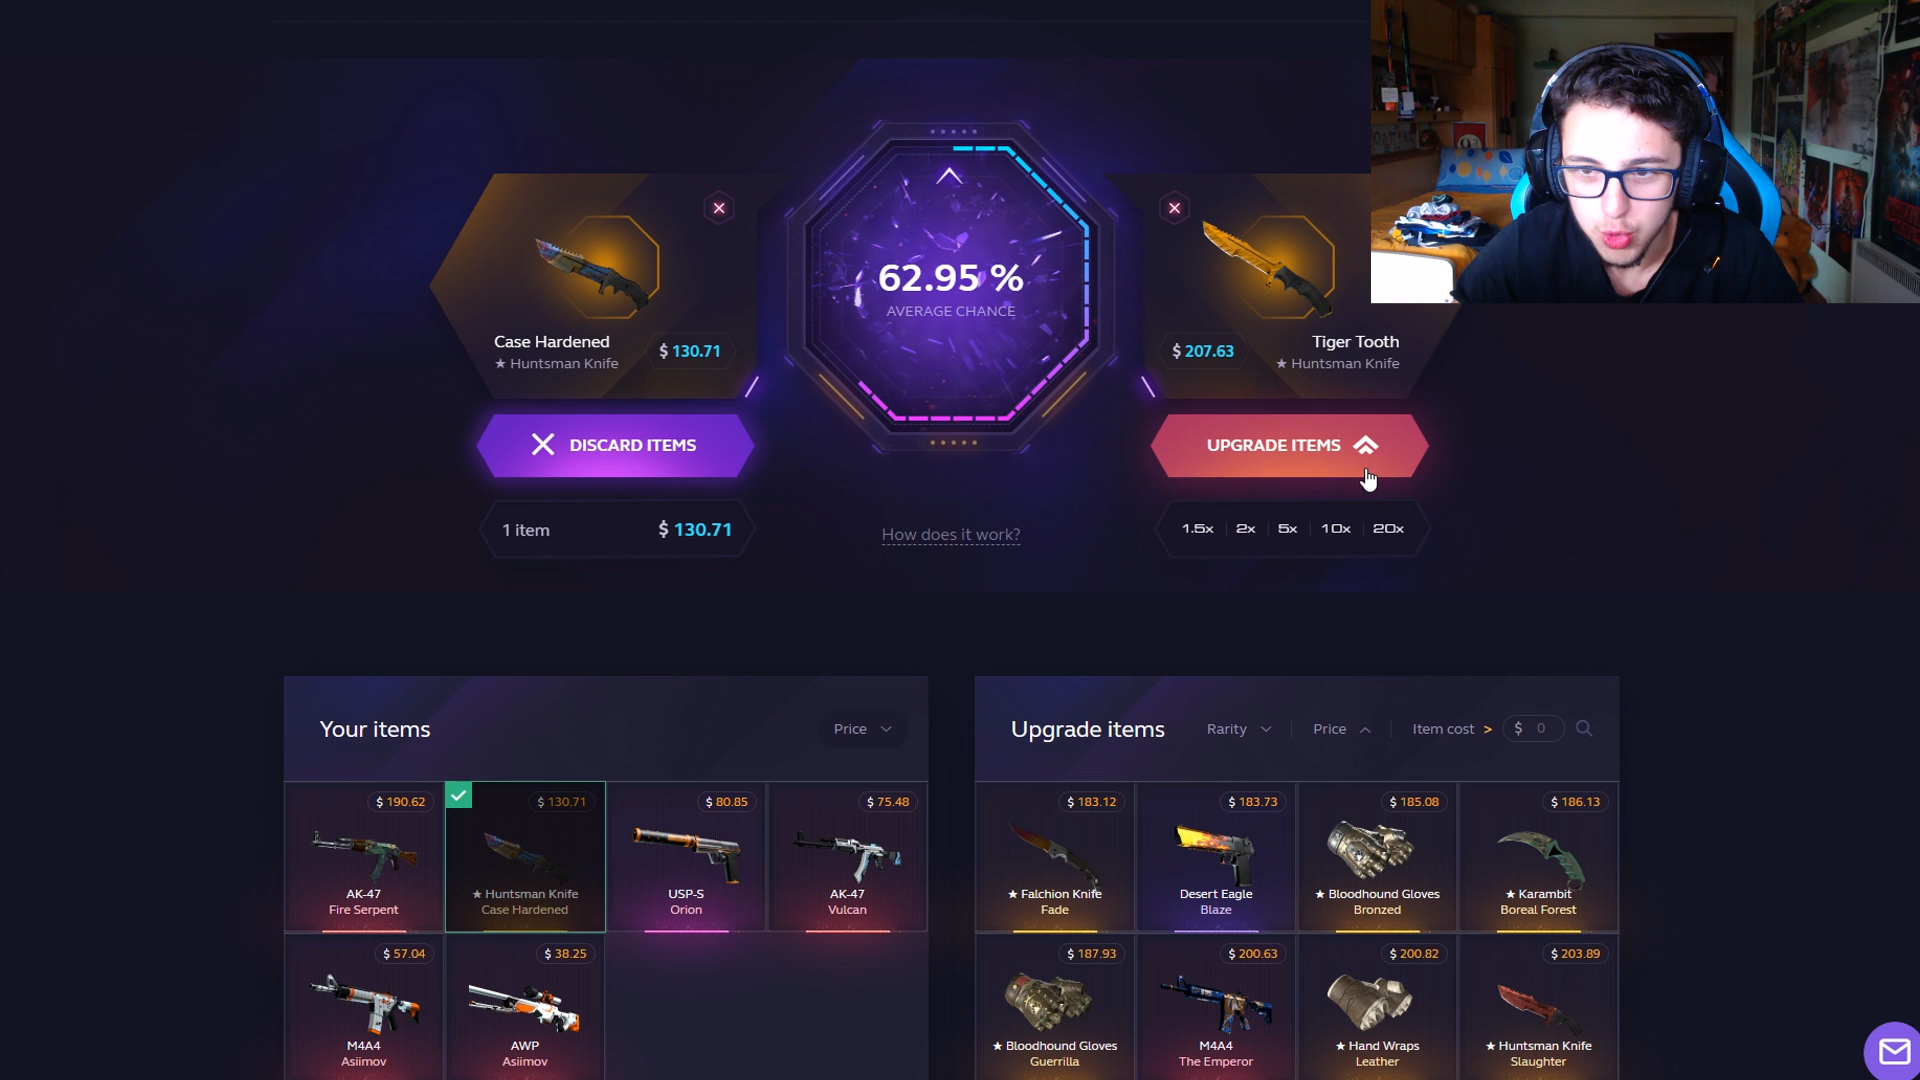 62.95 %
AVERAGE CHANCE
Case Hardened
★ Huntsman Knife
$ 130.71
$ 207.63
Tiger Tooth
★ Huntsman Knife
DISCARD ITEMS
UPGRADE ITEMS
1 item
$ 130.71
How does it work?
1.5x
2x
5x
10x
20x
Your items
Price
Upgrade items
Rarity
Price
Item cost >
$ 0
$ 190.62
AK-47
Fire Serpent
$ 130.71
★ Huntsman Knife
Case Hardened
$ 80.85
USP-S
Orion
$ 75.48
AK-47
Vulcan
$ 57.04
M4A4
Asiimov
$ 38.25
AWP
Asiimov
$ 183.12
★ Falchion Knife
Fade
$ 183.73
Desert Eagle
Blaze
$ 185.08
★ Bloodhound Gloves
Bronzed
$ 186.13
★ Karambit
Boreal Forest
$ 187.93
★ Bloodhound Gloves
Guerrilla
$ 200.63
M4A4
The Emperor
$ 200.82
★ Hand Wraps
Leather
$ 203.89
★ Huntsman Knife
Slaughter